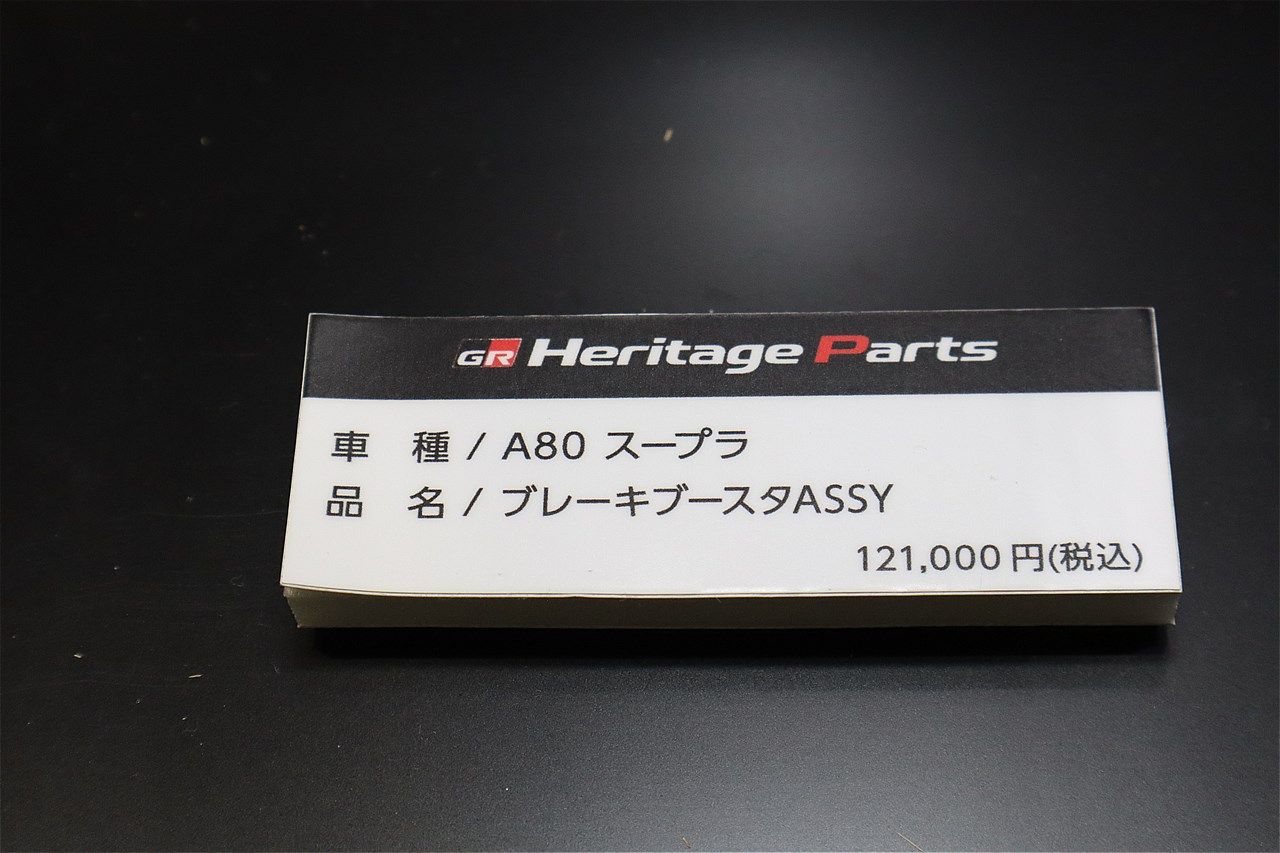 GR Heritage Parts
車 種 / A80 スープラ
品 名 / ブレーキブースタASSY
121,000 円(税込)